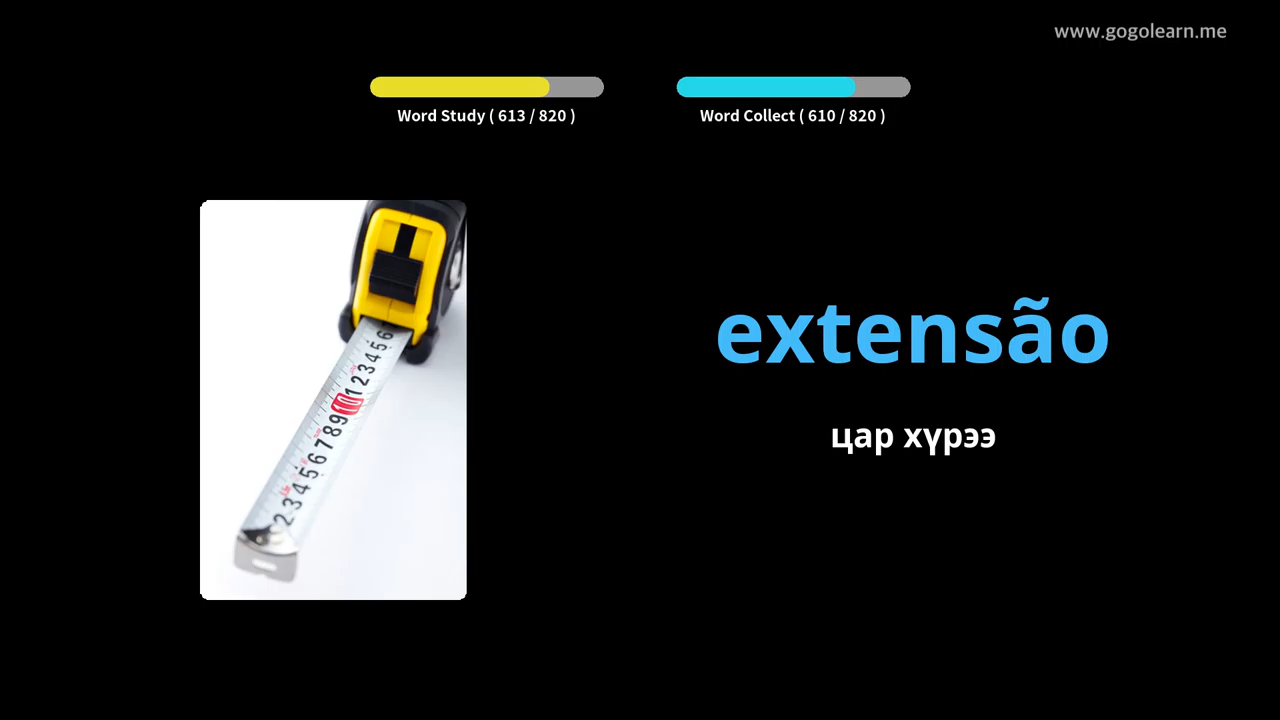 www.gogolearn.me
Word Study ( 613 / 820 )
Word Collect ( 610 / 820 )
extensão
цар хүрээ